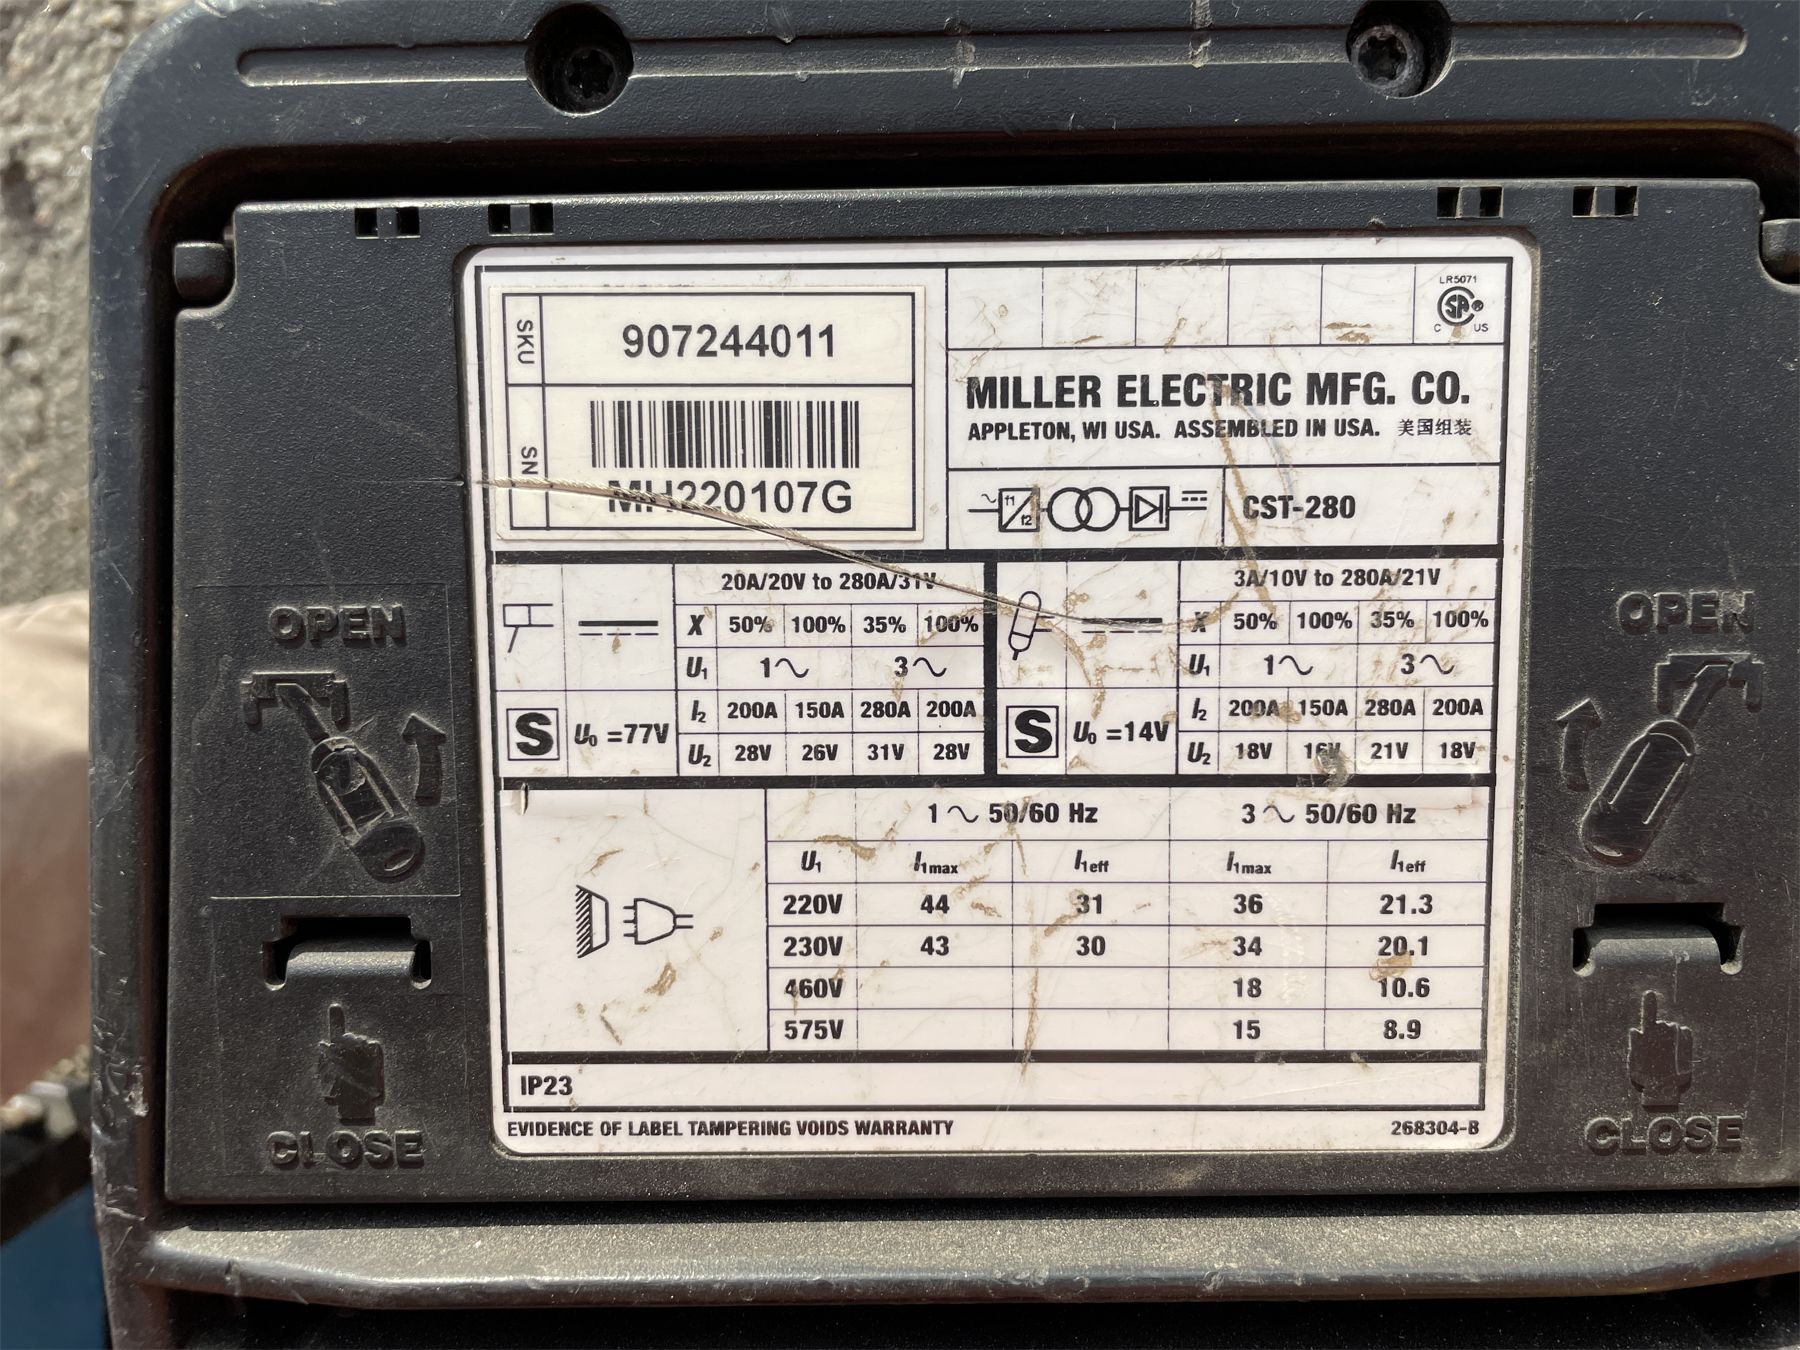 SKU
907244011
SN
MH220107G
LR5071
SA®
C US
MILLER ELECTRIC MFG. CO.
APPLETON, WI USA. ASSEMBLED IN USA. 美国组装
f1
f2
CST-280
20A/20V to 280A/31V
X 50% 100% 35% 100%
U1 1 3
S U0 =77V
I2 200A 150A 280A 200A
U2 28V 26V 31V 28V
3A/10V to 280A/21V
X 50% 100% 35% 100%
U1 1 3
S U0 =14V
I2 200A 150A 280A 200A
U2 18V 16V 21V 18V
1 50/60 Hz 3 50/60 Hz
U1 I1max I1eff I1max I1eff
220V 44 31 36 21.3
230V 43 30 34 20.1
460V 18 10.6
575V 15 8.9
IP23
EVIDENCE OF LABEL TAMPERING VOIDS WARRANTY 268304-B
OPEN
CLOSE
OPEN
CLOSE